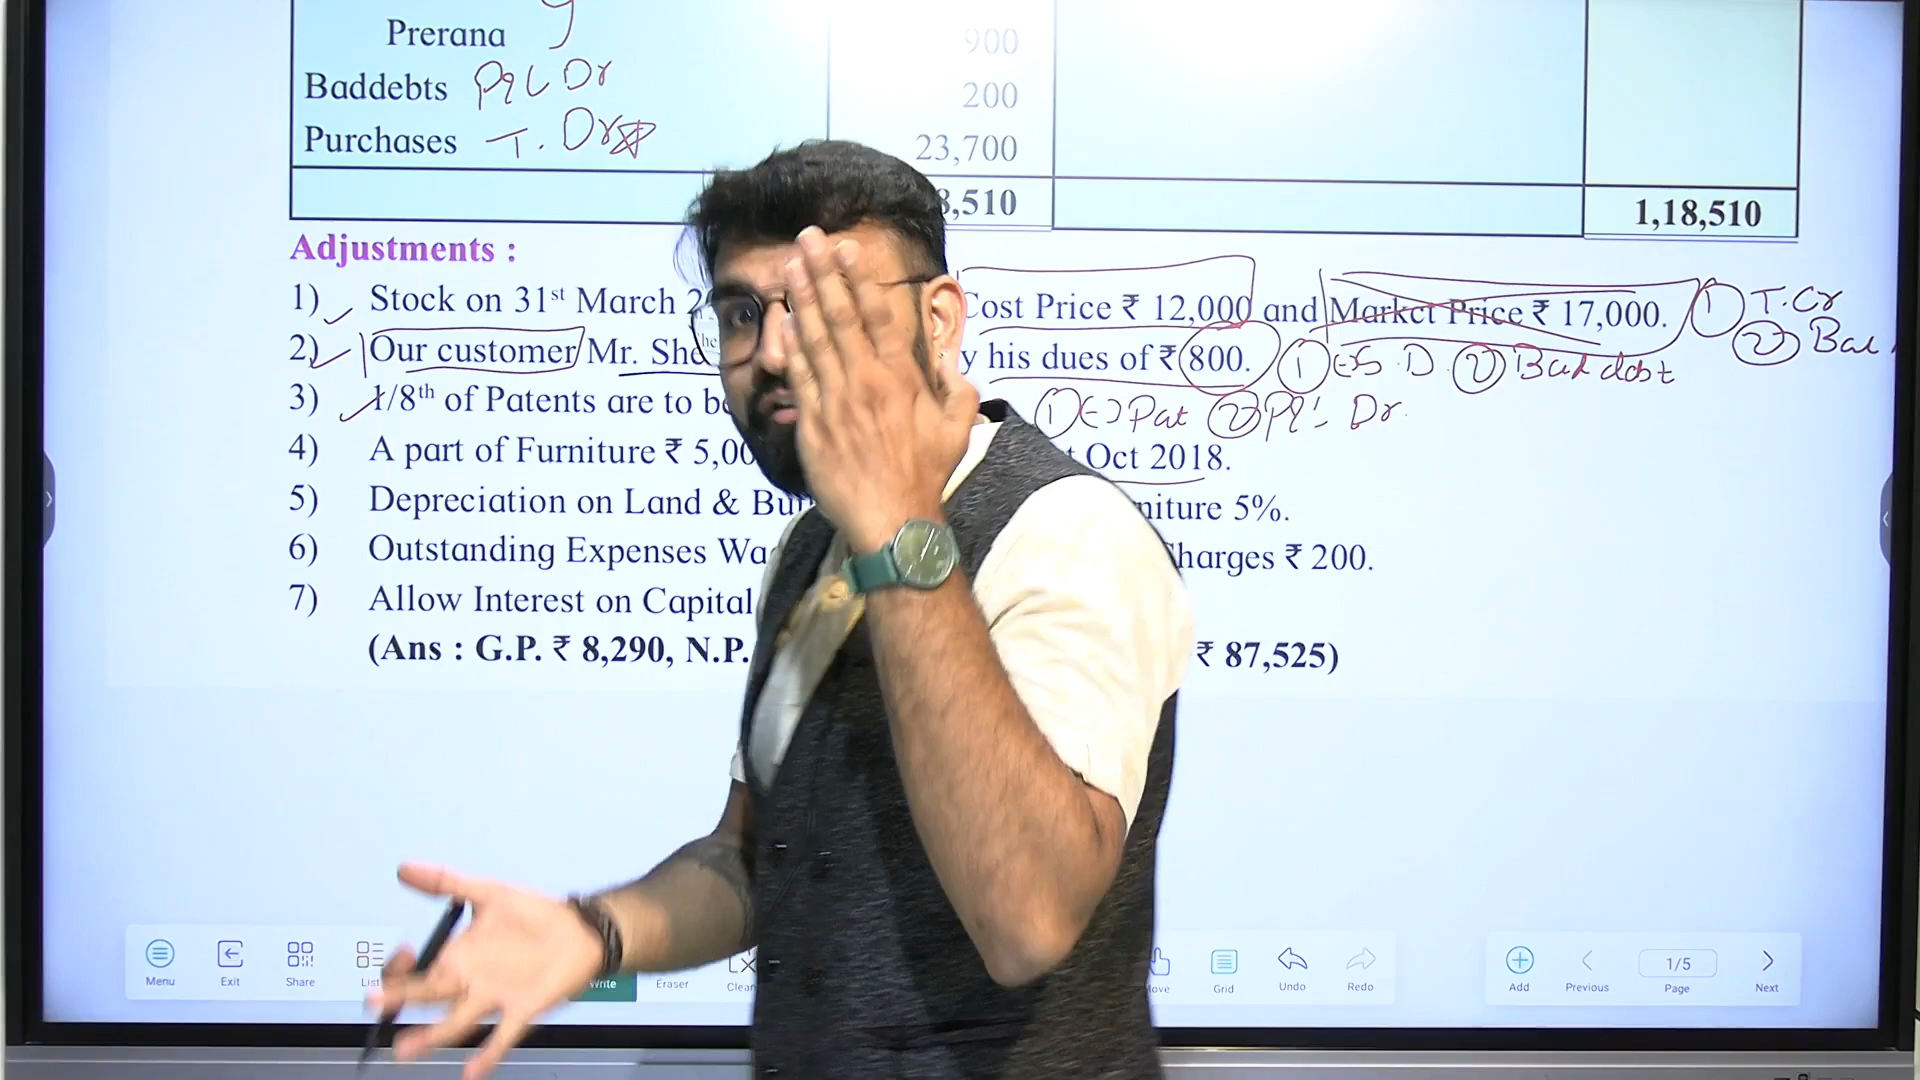 Prerana 900
Baddebts P&L Dr 200
Purchases T. Dr 23,700
8,510 1,18,510
Adjustments :
1) Stock on 31st March 2 Cost Price ₹ 12,000 and Market Price ₹ 17,000. 1 T. Cr
2 Bal
2) Our customer Mr. She y his dues of ₹ 800. 1 (-) S. D. 2 Bad debt
3) 1/8th of Patents are to be 1 (-) Pat 2 P&L Dr.
4) A part of Furniture ₹ 5,00 t Oct 2018.
5) Depreciation on Land & Bui niture 5%.
6) Outstanding Expenses Wa harges ₹ 200.
7) Allow Interest on Capital
(Ans : G.P. ₹ 8,290, N.P. ₹ 87,525)
Menu Exit Share List Write Eraser Clean ove Grid Undo Redo Add Previous 1/5 Page Next